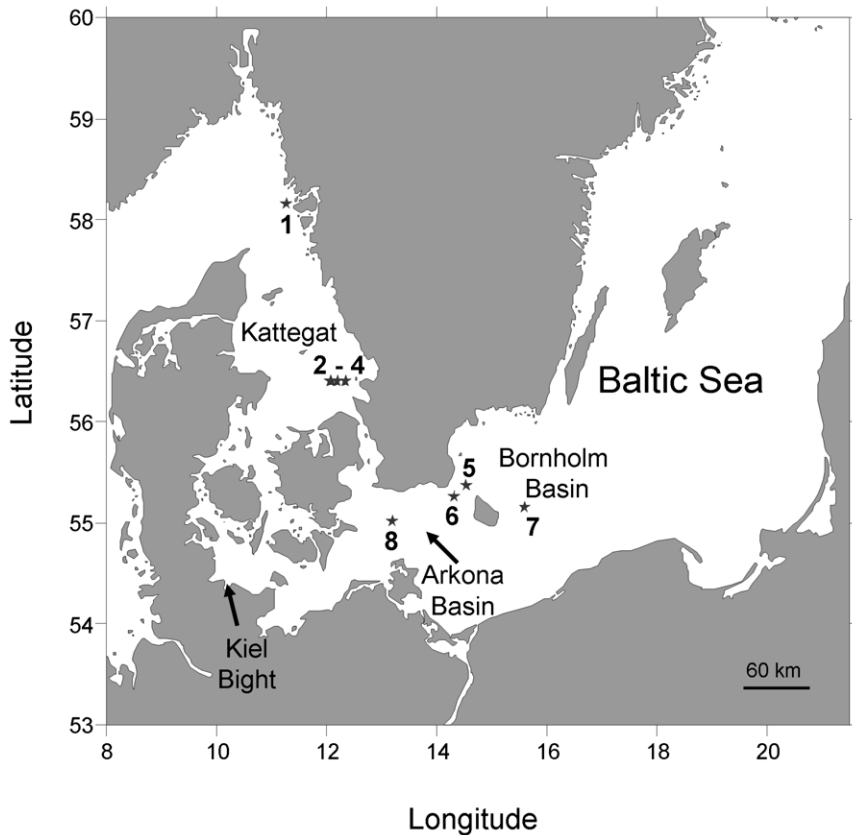 60
59
58
57
56
55
54
53
Latitude
1
Kattegat
2 - 4
Baltic Sea
5
Bornholm
Basin
6
7
8
Arkona
Basin
Kiel
Bight
60 km
8
10
12
14
16
18
20
Longitude